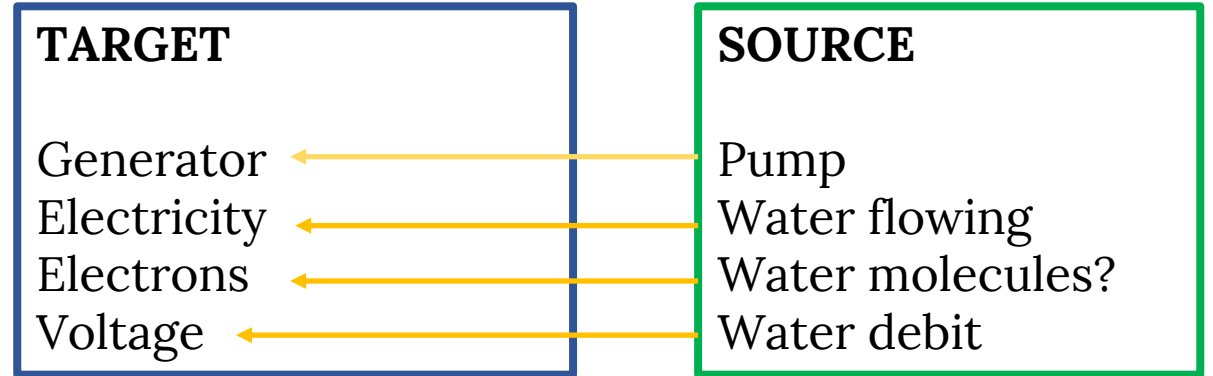 TARGET
Generator
Electricity
Electrons
Voltage
SOURCE
Pump
Water flowing
Water molecules?
Water debit